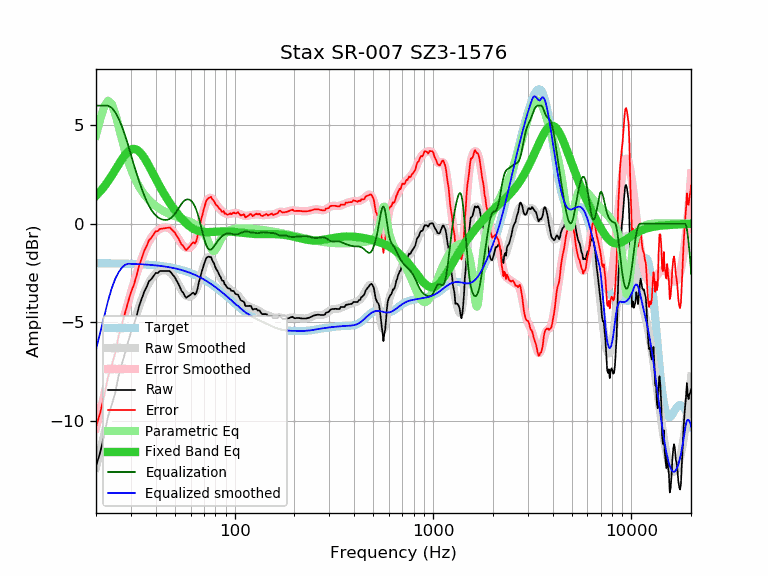 Stax SR-007 SZ3-1576
Amplitude (dBr)
5
0
−5
−10
Target
Raw Smoothed
Error Smoothed
Raw
Error
Parametric Eq
Fixed Band Eq
Equalization
Equalized smoothed
100 1000 10000
Frequency (Hz)